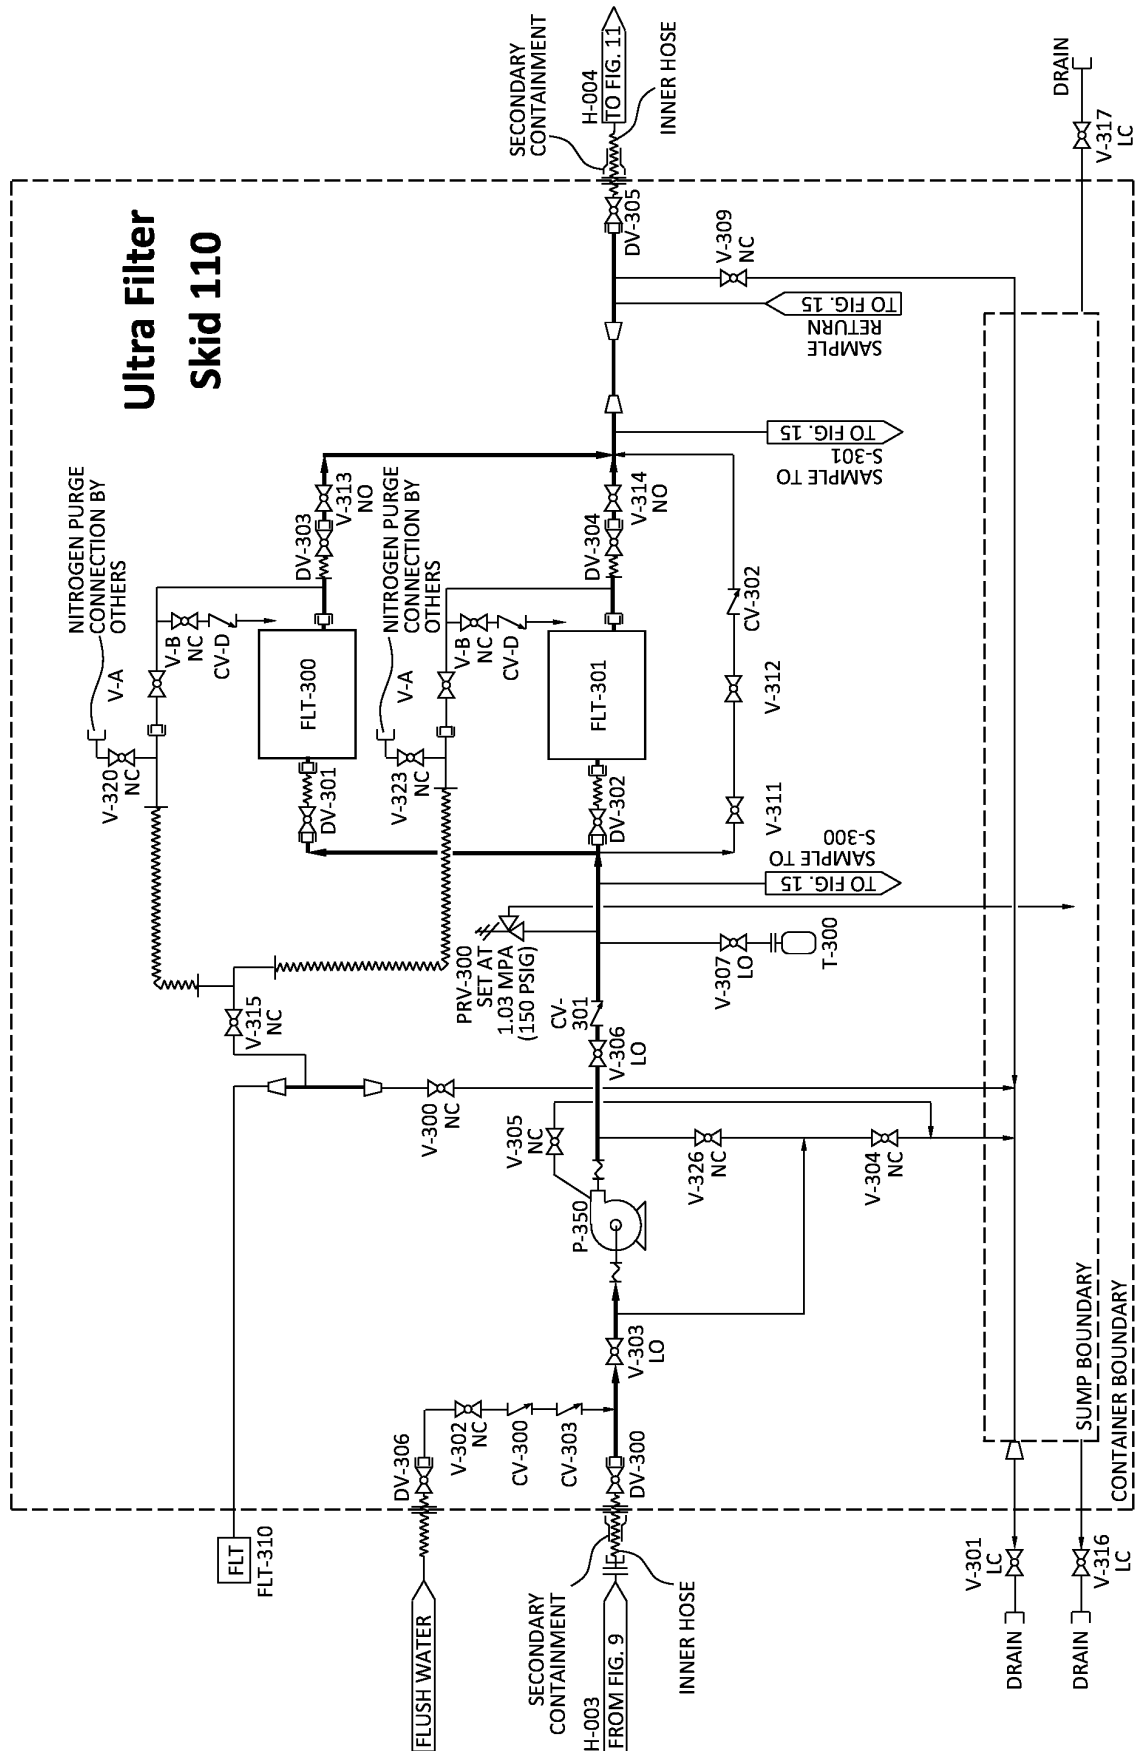 Ultra Filter
Skid 110
NITROGEN PURGE
CONNECTION BY
OTHERS
V-A
V-320
NC
V-B
NC
CV-D
FLT-300
DV-301
DV-303
V-313
NO
NITROGEN PURGE
CONNECTION BY
OTHERS
V-A
V-323
NC
V-B
NC
CV-D
FLT-301
DV-302
DV-304
V-314
NO
SECONDARY
CONTAINMENT
H-004
TO FIG. 11
INNER HOSE
DV-305
V-309
NC
TO FIG. 15
SAMPLE
RETURN
TO FIG. 15
SAMPLE TO
S-301
CV-302
V-312
V-311
SAMPLE TO
S-300
TO FIG. 15
DRAIN
V-317
LC
FLT
FLT-310
V-315
NC
V-300
NC
PRV-300
SET AT
1.03 MPA
(150 PSIG)
CV-
301
V-306
LO
V-307
LO
T-300
V-305
NC
P-350
V-326
NC
V-304
NC
V-303
LO
FLUSH WATER
DV-306
V-302
NC
CV-300
CV-303
DV-300
SECONDARY
CONTAINMENT
H-003
FROM FIG. 9
INNER HOSE
SUMP BOUNDARY
CONTAINER BOUNDARY
V-301
LC
DRAIN
V-316
LC
DRAIN